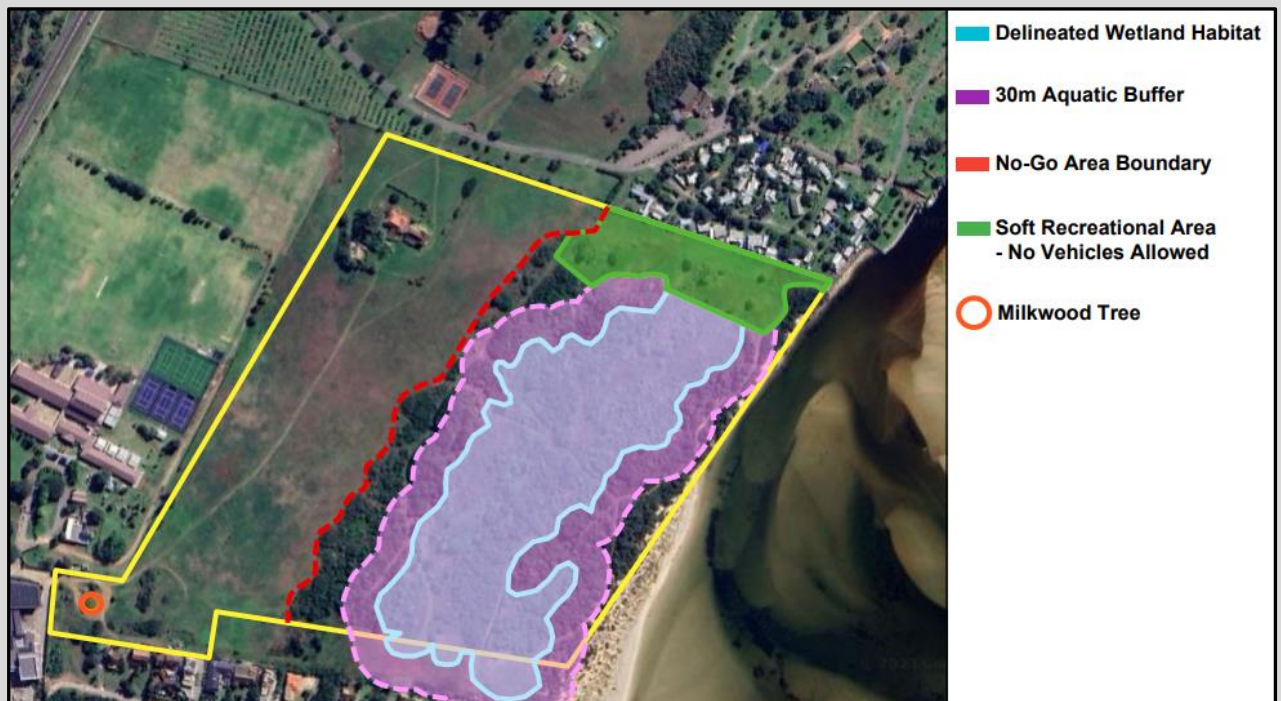 Delineated Wetland Habitat
30m Aquatic Buffer
No-Go Area Boundary
Soft Recreational Area
- No Vehicles Allowed
Milkwood Tree